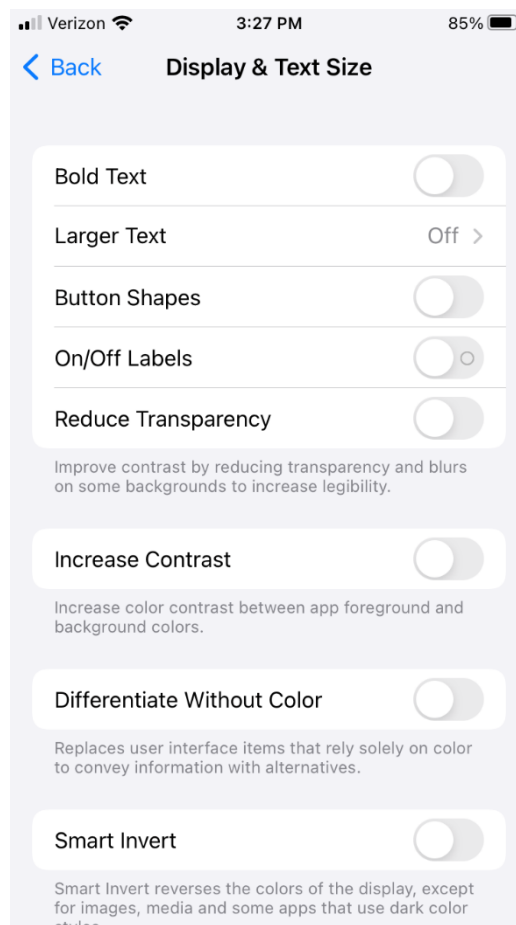 Verizon 3:27 PM 85%
Back Display & Text Size
Bold Text
Larger Text Off
Button Shapes
On/Off Labels
Reduce Transparency
Improve contrast by reducing transparency and blurs
on some backgrounds to increase legibility.
Increase Contrast
Increase color contrast between app foreground and
background colors.
Differentiate Without Color
Replaces user interface items that rely solely on color
to convey information with alternatives.
Smart Invert
Smart Invert reverses the colors of the display, except
for images, media and some apps that use dark color